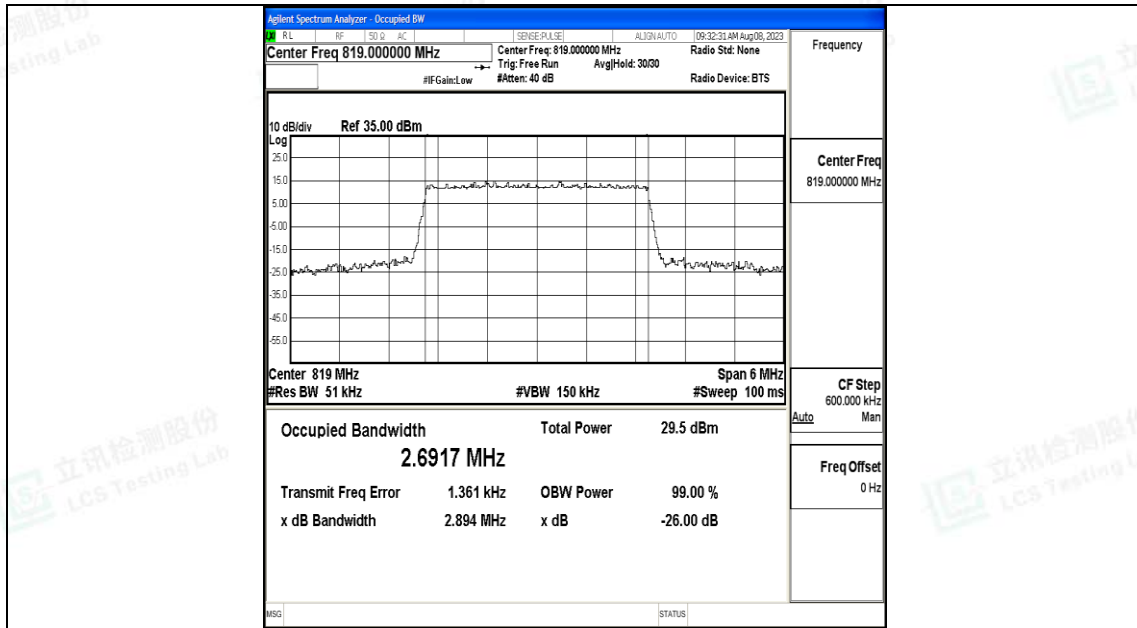 Agilent Spectrum Analyzer - Occupied BW
LXI RL RF 50 Ω AC SENSE:PULSE ALIGNAUTO 09:32:31 AM Aug08, 2023
Center Freq 819.000000 MHz
Center Freq: 819.000000 MHz Radio Std: None
Trig: Free Run Avg|Hold: 30/30
#IFGain:Low #Atten: 40 dB Radio Device: BTS
Frequency
10 dB/div Ref 35.00 dBm
Log
25.0
15.0
5.00
-5.00
-15.0
-25.0
-35.0
-45.0
-55.0
Center 819 MHz Span 6 MHz
#Res BW 51 kHz #VBW 150 kHz #Sweep 100 ms
Occupied Bandwidth Total Power 29.5 dBm
2.6917 MHz
Transmit Freq Error 1.361 kHz OBW Power 99.00 %
x dB Bandwidth 2.894 MHz x dB -26.00 dB
Center Freq
819.000000 MHz
CF Step
600.000 kHz
Auto Man
Freq Offset
0 Hz
MSG STATUS
立讯检测股份
LCS Testing Lab
立讯检测股份